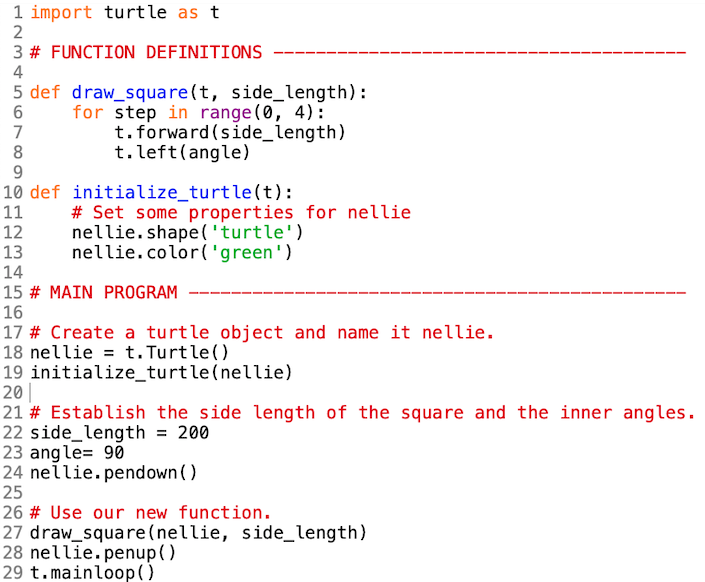 1 import turtle as t
2
3 # FUNCTION DEFINITIONS ---------------------------------------
4
5 def draw_square(t, side_length):
6     for step in range(0, 4):
7         t.forward(side_length)
8         t.left(angle)
9
10 def initialize_turtle(t):
11     # Set some properties for nellie
12     nellie.shape('turtle')
13     nellie.color('green')
14
15 # MAIN PROGRAM -----------------------------------------------
16
17 # Create a turtle object and name it nellie.
18 nellie = t.Turtle()
19 initialize_turtle(nellie)
20
21 # Establish the side length of the square and the inner angles.
22 side_length = 200
23 angle= 90
24 nellie.pendown()
25
26 # Use our new function.
27 draw_square(nellie, side_length)
28 nellie.penup()
29 t.mainloop()